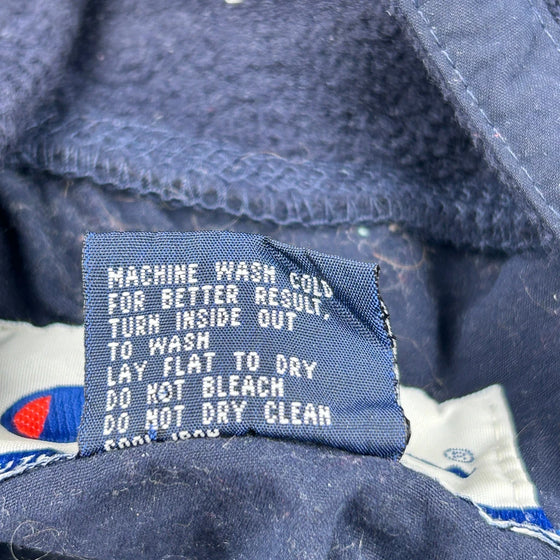 MACHINE WASH COLD
FOR BETTER RESULT,
TURN INSIDE OUT
TO WASH
LAY FLAT TO DRY
DO NOT BLEACH
DO NOT DRY CLEAN
®